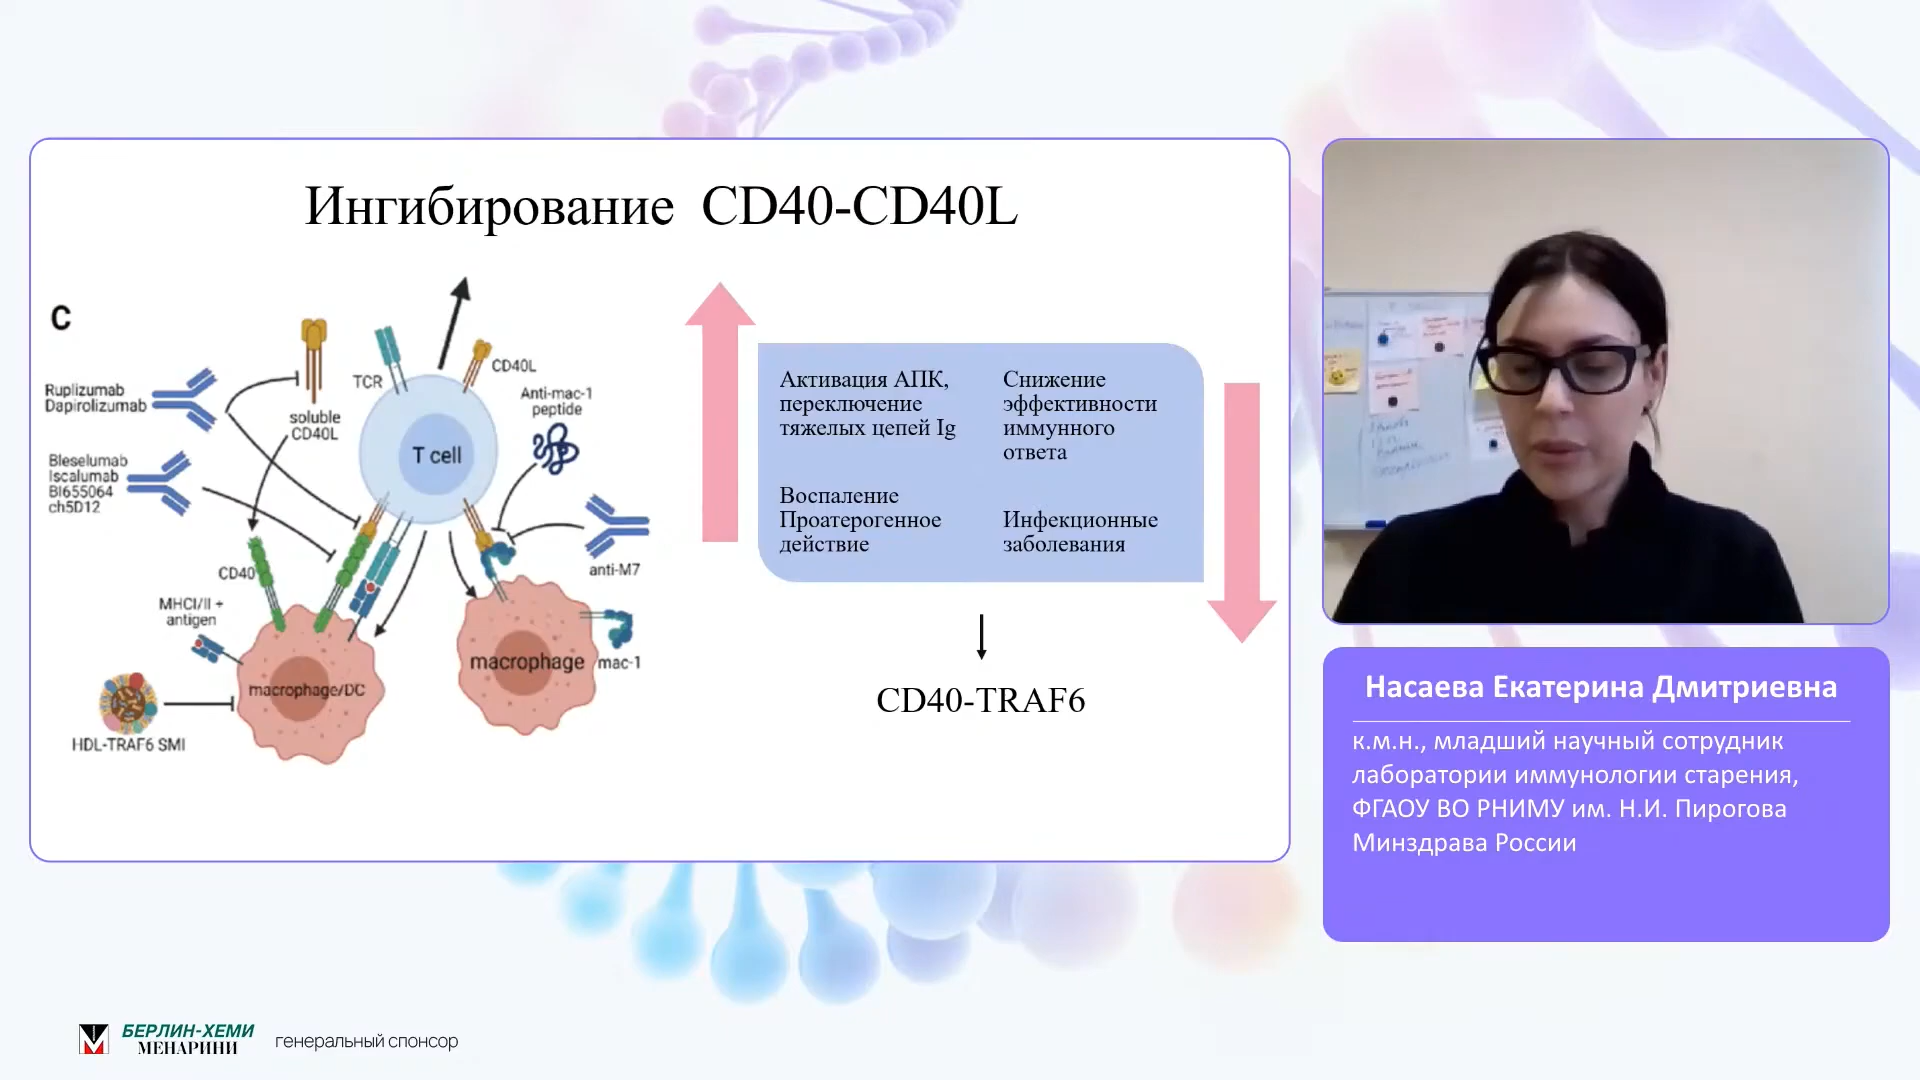 Ингибирование CD40-CD40L
C
Ruplizumab
Dapirolizumab
soluble
CD40L
TCR
CD40L
Anti-mac-1
peptide
T cell
Bleselumab
Iscalumab
BI655064
ch5D12
anti-M7
CD40
MHCI/II +
antigen
macrophage/DC
macrophage
mac-1
HDL-TRAF6 SMI
Активация АПК,
переключение
тяжелых цепей Ig
Воспаление
Проатерогенное
действие
Снижение
эффективности
иммунного
ответа
Инфекционные
заболевания
CD40-TRAF6
Насаева Екатерина Дмитриевна
к.м.н., младший научный сотрудник
лаборатории иммунологии старения,
ФГАОУ ВО РНИМУ им. Н.И. Пирогова
Минздрава России
БЕРЛИН-ХЕМИ
МЕНАРИНИ
генеральный спонсор